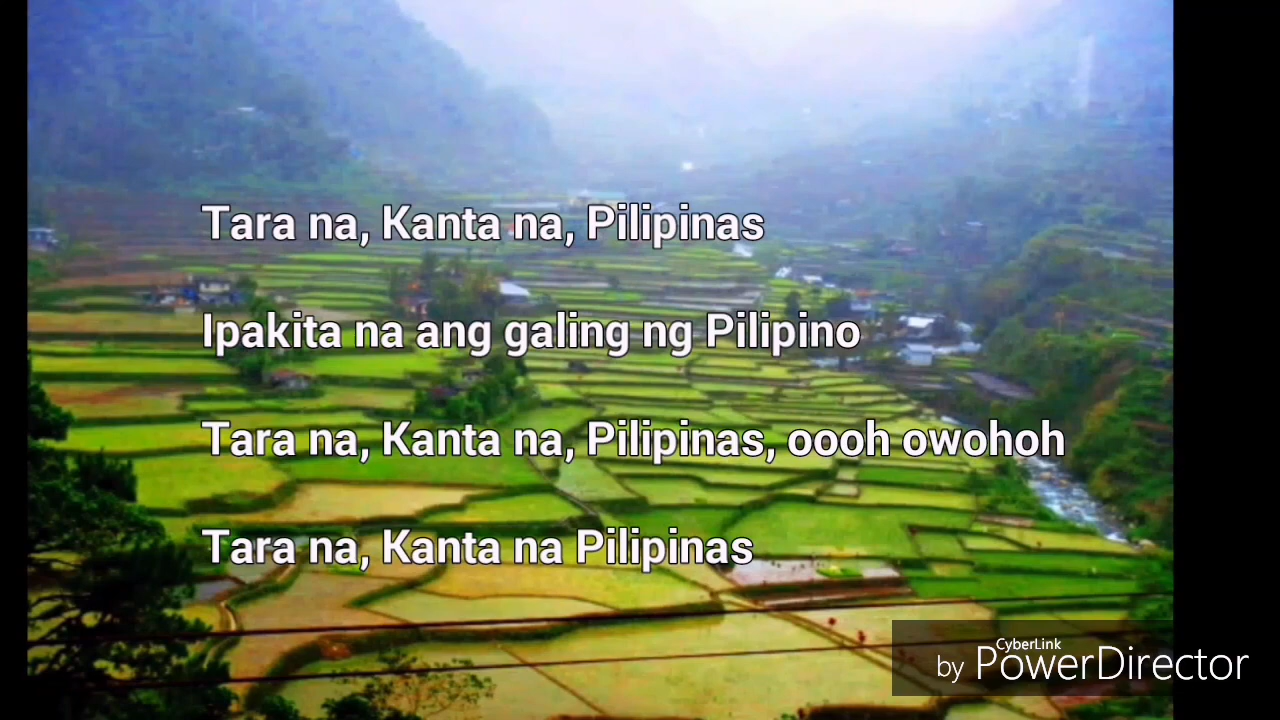 Tara na, Kanta na, Pilipinas
Ipakita na ang galing ng Pilipino
Tara na, Kanta na, Pilipinas, oooh owohoh
Tara na, Kanta na Pilipinas
CyberLink
by PowerDirector